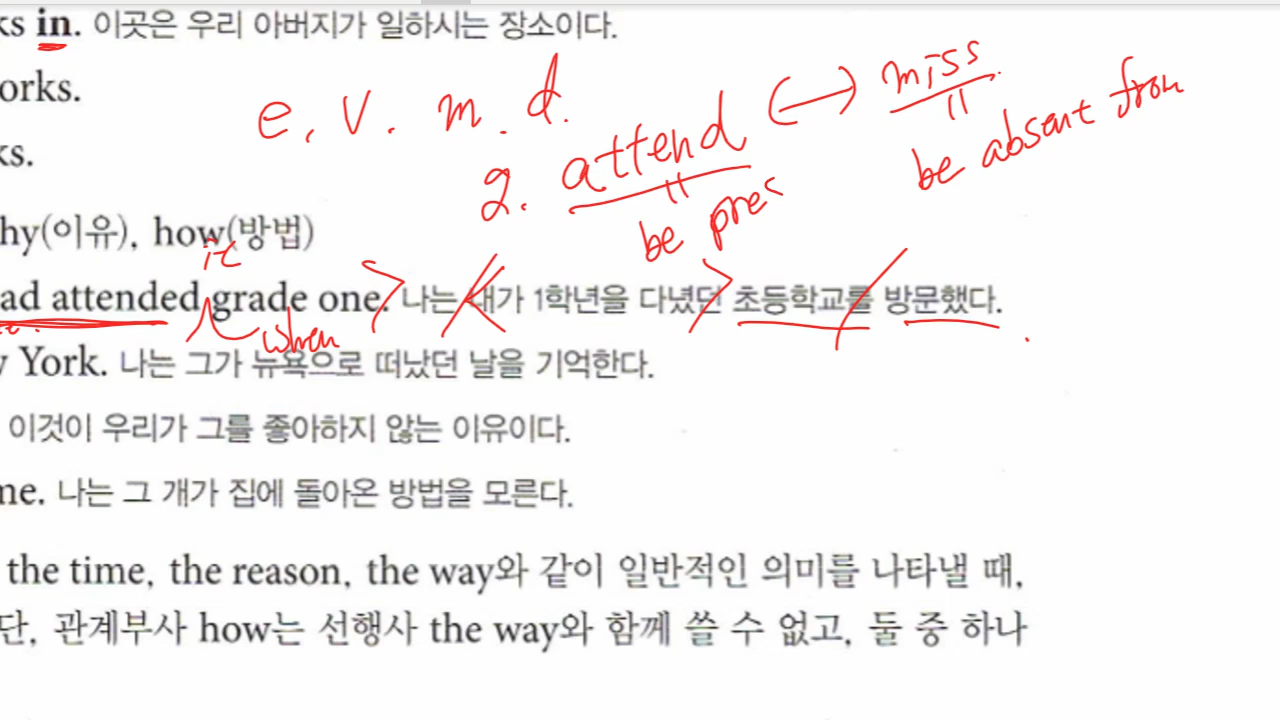 ks in. 이곳은 우리 아버지가 일하시는 장소이다.
orks.
e. v. m. d.
miss
ks.
2. attend ↔
be absent from
be pres
hy(이유), how(방법)
it
ad attended grade one. 나는 내가 1학년을 다녔던 초등학교를 방문했다.
when
y York. 나는 그가 뉴욕으로 떠났던 날을 기억한다.
이것이 우리가 그를 좋아하지 않는 이유이다.
me. 나는 그 개가 집에 돌아온 방법을 모른다.
the time, the reason, the way와 같이 일반적인 의미를 나타낼 때,
단, 관계부사 how는 선행사 the way와 함께 쓸 수 없고, 둘 중 하나